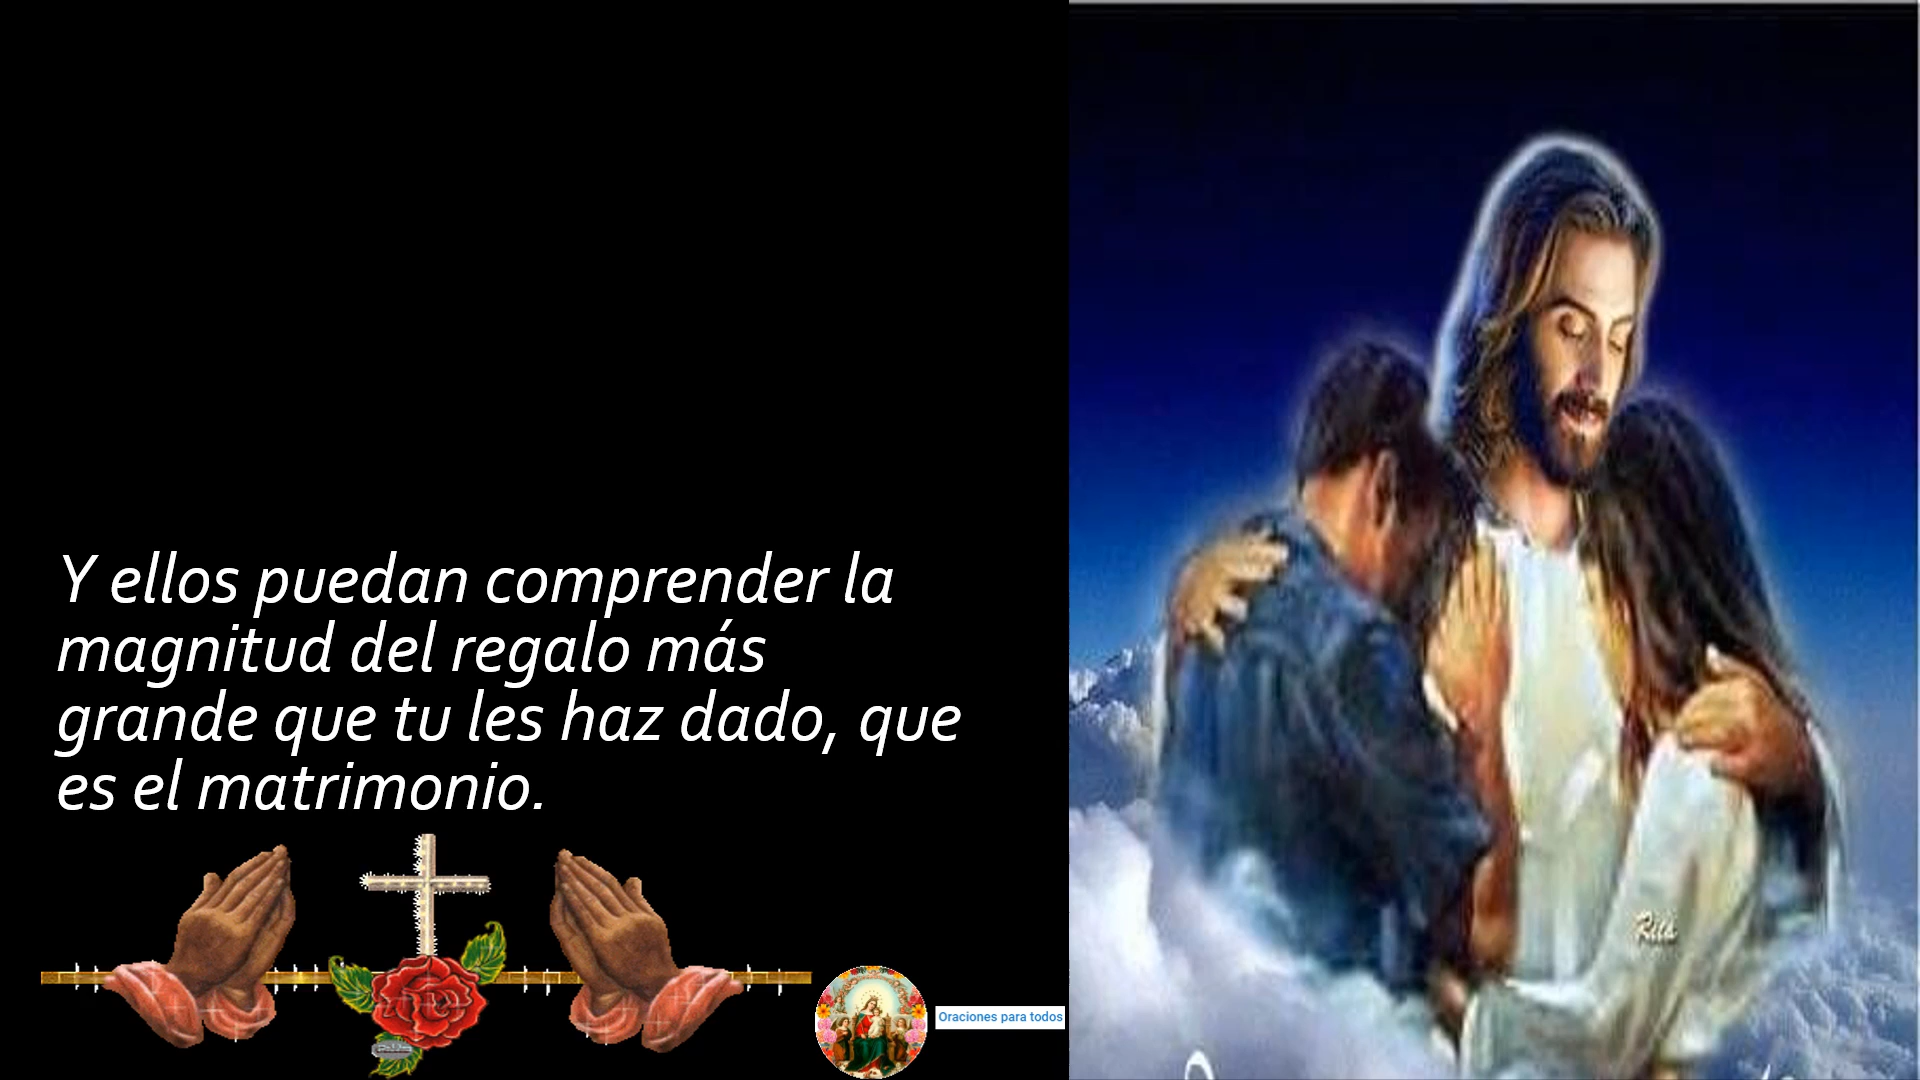 Y ellos puedan comprender la
magnitud del regalo más
grande que tu les haz dado, que
es el matrimonio.
Oraciones para todos
Rita